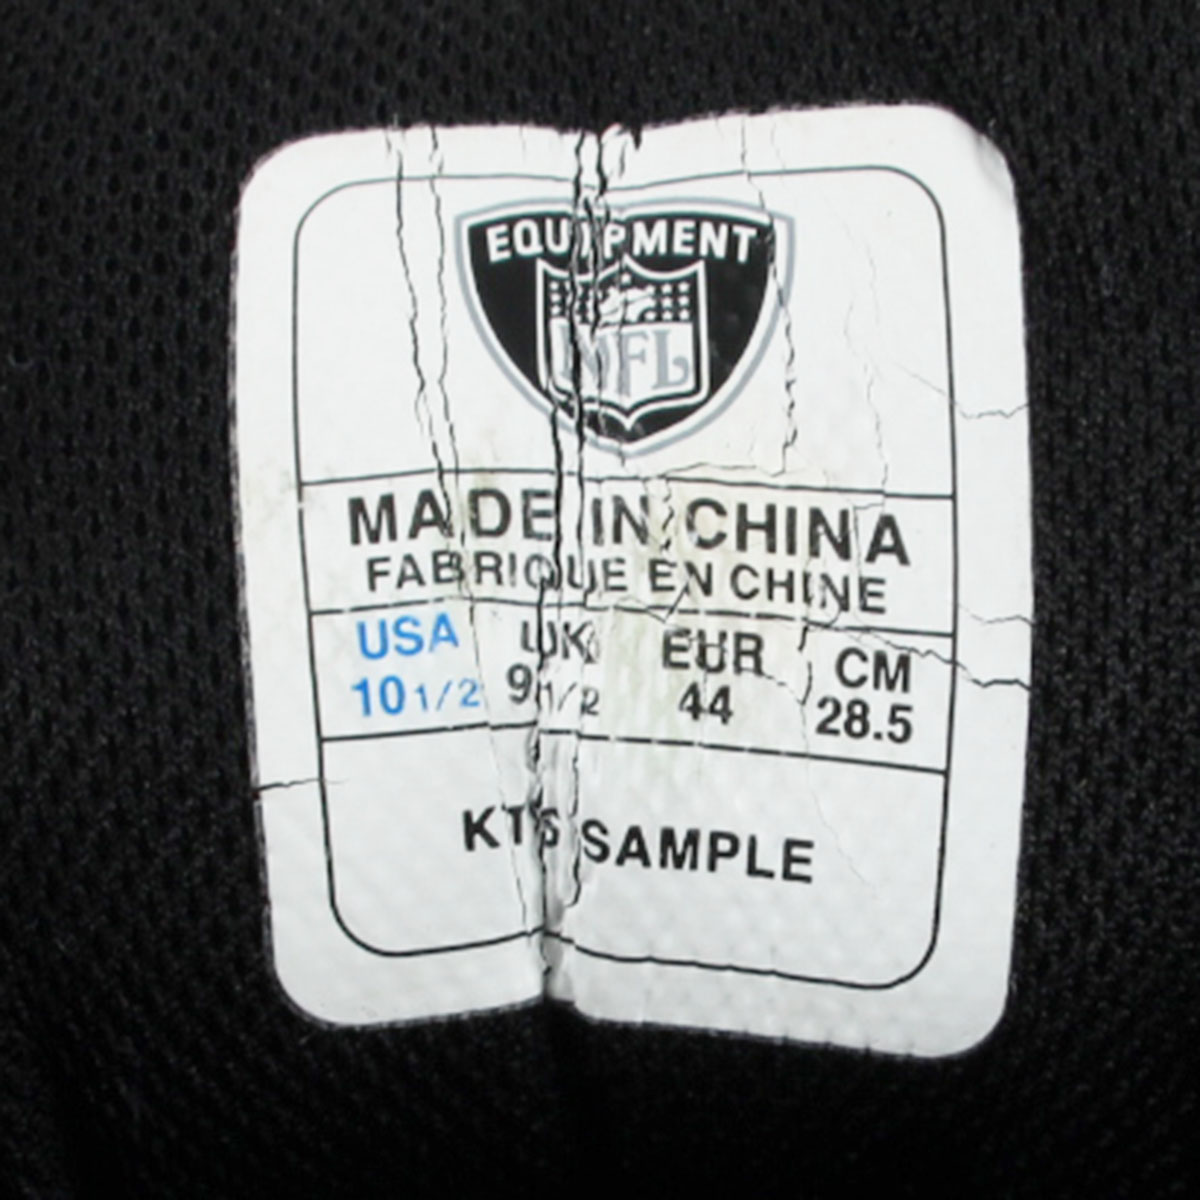 EQUIPMENT
NFL
MADE IN CHINA
FABRIQUE EN CHINE
USA UK EUR CM
10 1/2 9 1/2 44 28.5
SAMPLE